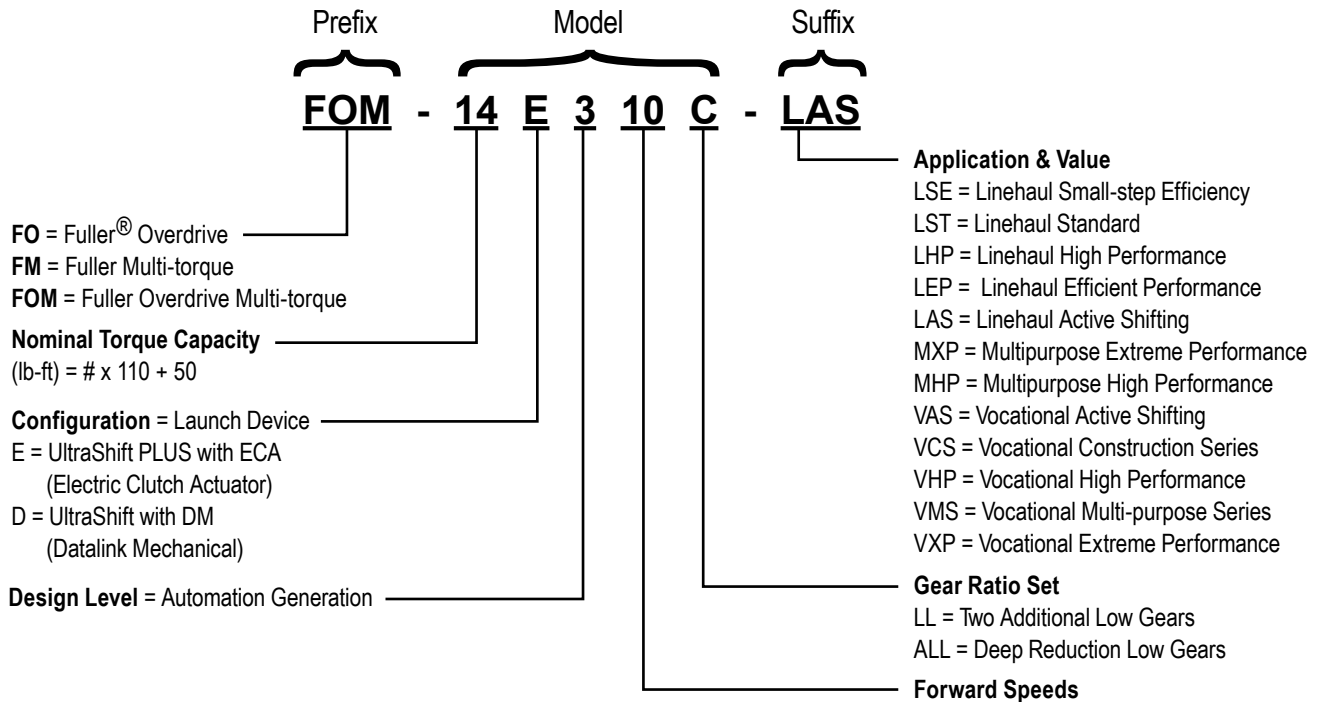 Prefix Model Suffix
FOM - 14 E 3 10 C - LAS
FO = Fuller® Overdrive
FM = Fuller Multi-torque
FOM = Fuller Overdrive Multi-torque
Nominal Torque Capacity
(lb-ft) = # x 110 + 50
Configuration = Launch Device
E = UltraShift PLUS with ECA
(Electric Clutch Actuator)
D = UltraShift with DM
(Datalink Mechanical)
Design Level = Automation Generation
Application & Value
LSE = Linehaul Small-step Efficiency
LST = Linehaul Standard
LHP = Linehaul High Performance
LEP = Linehaul Efficient Performance
LAS = Linehaul Active Shifting
MXP = Multipurpose Extreme Performance
MHP = Multipurpose High Performance
VAS = Vocational Active Shifting
VCS = Vocational Construction Series
VHP = Vocational High Performance
VMS = Vocational Multi-purpose Series
VXP = Vocational Extreme Performance
Gear Ratio Set
LL = Two Additional Low Gears
ALL = Deep Reduction Low Gears
Forward Speeds